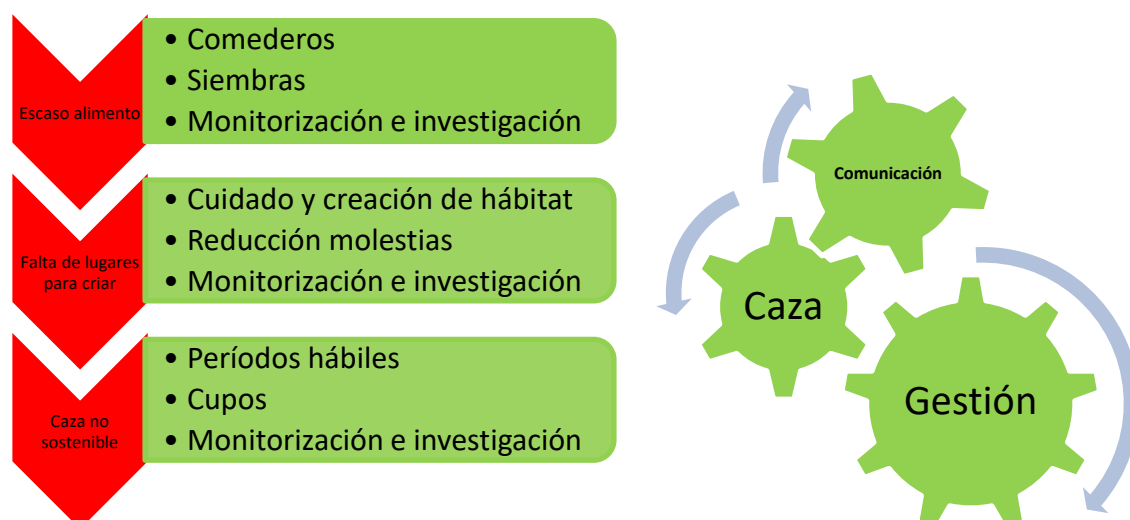 Escaso alimento
• Comederos
• Siembras
• Monitorización e investigación
Falta de lugares
para criar
• Cuidado y creación de hábitat
• Reducción molestias
• Monitorización e investigación
Caza no
sostenible
• Períodos hábiles
• Cupos
• Monitorización e investigación
Comunicación
Caza
Gestión